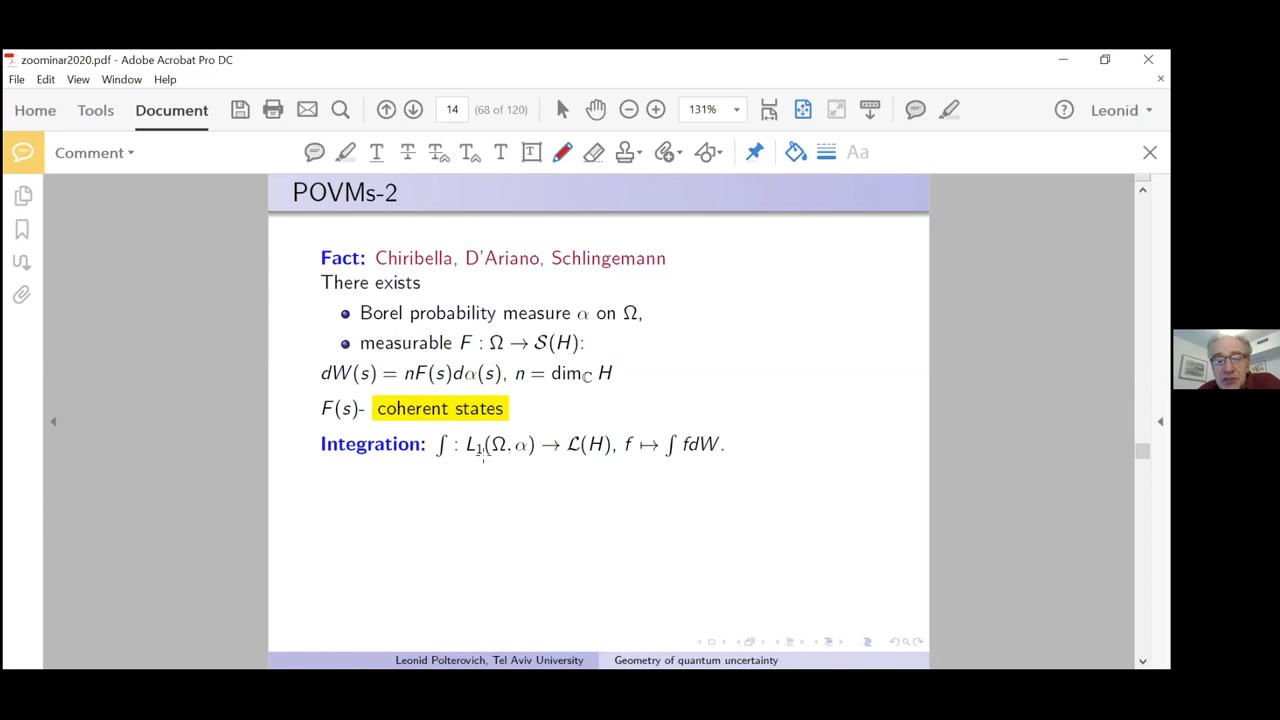 zoominar2020.pdf - Adobe Acrobat Pro DC
File Edit View Window Help
Home Tools Document 14 (68 of 120) 131% Leonid
Comment Aa
POVMs-2
Fact: Chiribella, D'Ariano, Schlingemann
There exists
Borel probability measure α on Ω,
measurable F : Ω → 𝒮(H):
dW(s) = nF(s)dα(s), n = dim_ℂ H
F(s)- coherent states
Integration: ∫ : L₁(Ω, α) → ℒ(H), f ↦ ∫ fdW.
Leonid Polterovich, Tel Aviv University Geometry of quantum uncertainty